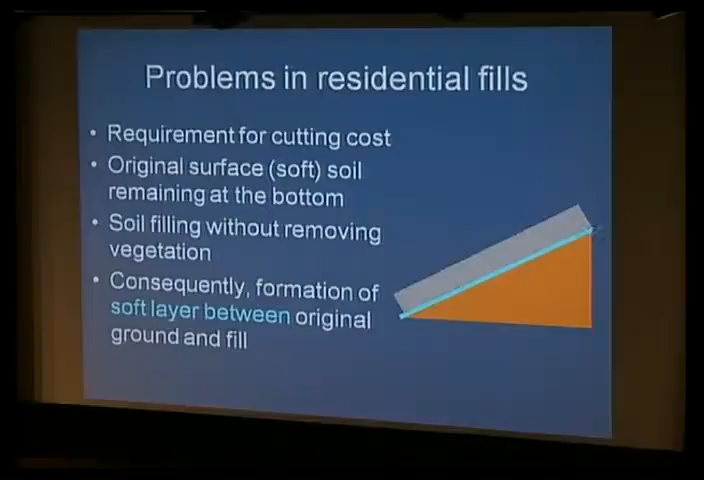 Problems in residential fills
• Requirement for cutting cost
• Original surface (soft) soil
remaining at the bottom
• Soil filling without removing
vegetation
• Consequently, formation of
soft layer between original
ground and fill